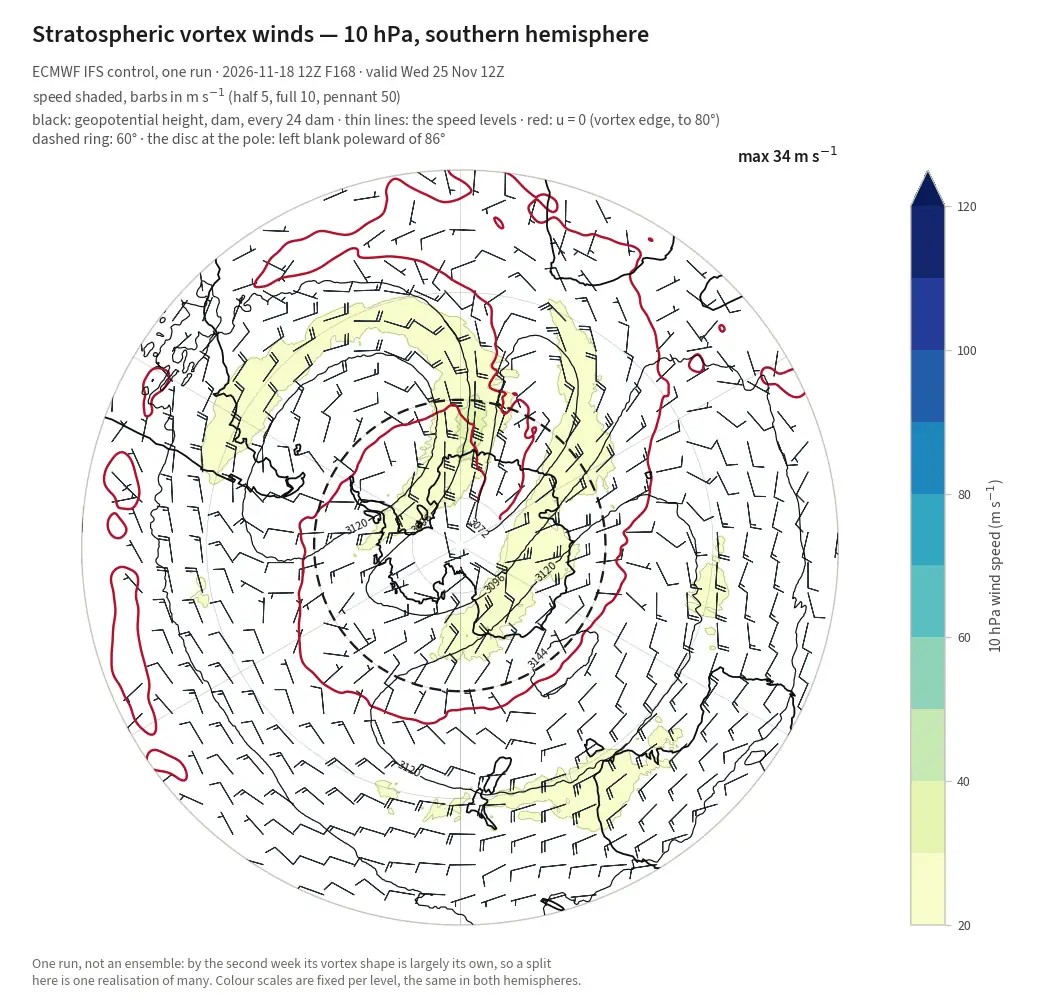 Stratospheric vortex winds — 10 hPa, southern hemisphere
ECMWF IFS control, one run · 2026-11-18 12Z F168 · valid Wed 25 Nov 12Z
speed shaded, barbs in m s⁻¹ (half 5, full 10, pennant 50)
black: geopotential height, dam, every 24 dam · thin lines: the speed levels · red: u = 0 (vortex edge, to 80°)
dashed ring: 60° · the disc at the pole: left blank poleward of 86°
max 34 m s⁻¹
120
100
80
60
40
20
10 hPa wind speed (m s⁻¹)
3120
3072
3096
3120
3144
3120
One run, not an ensemble: by the second week its vortex shape is largely its own, so a split
here is one realisation of many. Colour scales are fixed per level, the same in both hemispheres.